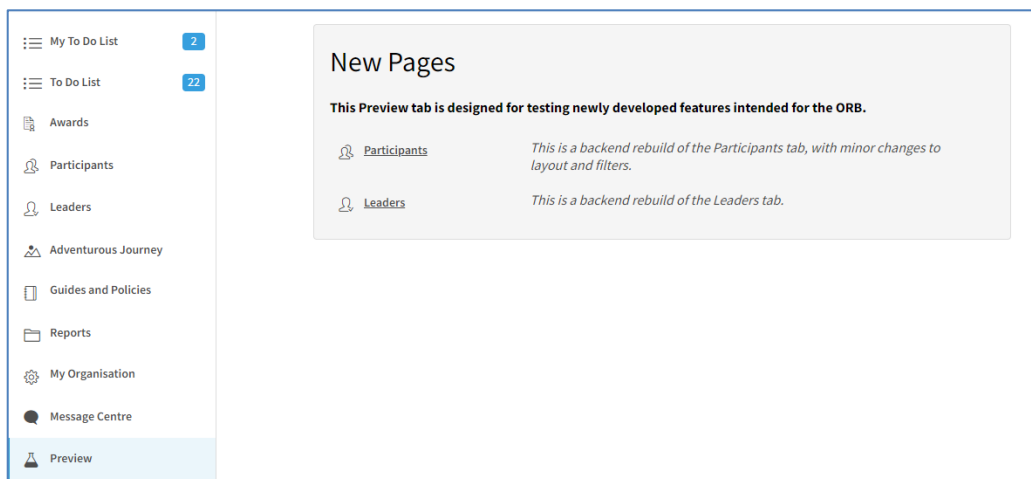 My To Do List 2
To Do List 22
Awards
Participants
Leaders
Adventurous Journey
Guides and Policies
Reports
My Organisation
Message Centre
Preview
New Pages
This Preview tab is designed for testing newly developed features intended for the ORB.
Participants
This is a backend rebuild of the Participants tab, with minor changes to
layout and filters.
Leaders
This is a backend rebuild of the Leaders tab.